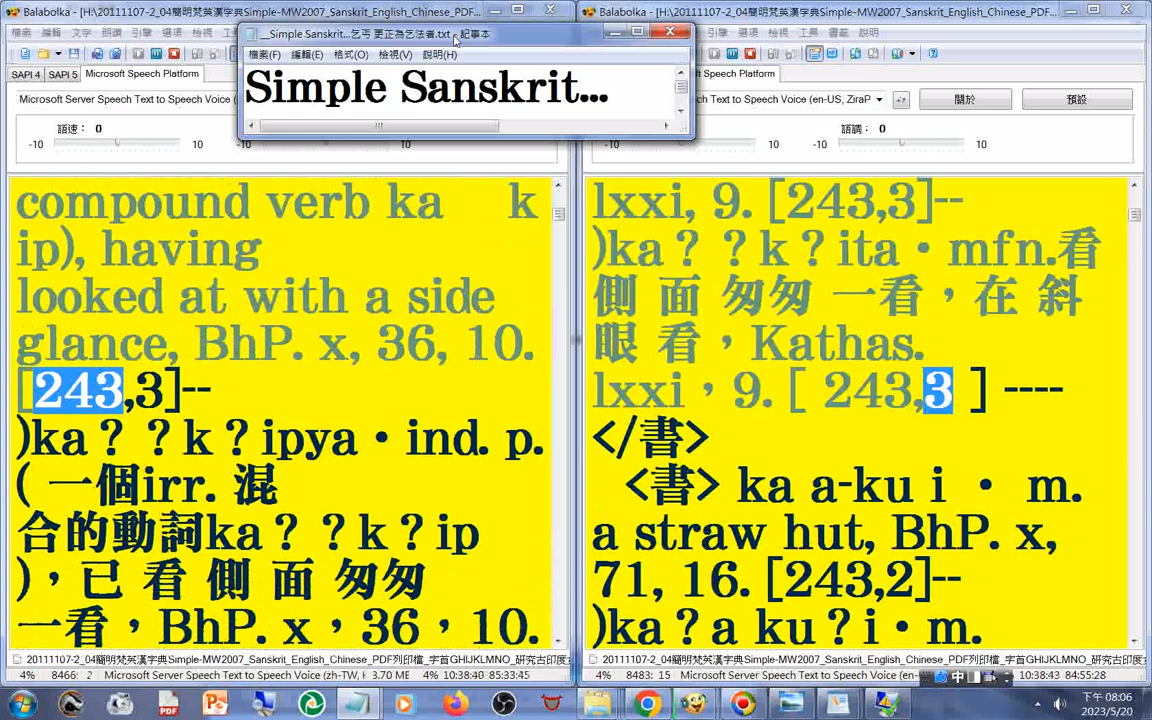 Balabolka - [H:\20111107-2_04簡明梵英漢字典Simple-MW2007_Sanskrit_English_Chinese_PDF...
Balabolka - [H:\20111107-2_04簡明梵英漢字典Simple-MW2007_Sanskrit_English_Chinese_PDF...
__Simple Sanskrit...乞丐 更正為乞法者.txt - 記事本
檔案(F) 編輯(E) 格式(O) 檢視(V) 說明(H)
Simple Sanskrit...
SAPI 4 SAPI 5 Microsoft Speech Platform
Speech Platform
Microsoft Server Speech Text to Speech Voice (
Microsoft Server Speech Text to Speech Voice (en-US, ZiraP
關於
預設
語速： 0
-10 10
語調： 0
-10 10
compound verb ka k
ip), having
looked at with a side
glance, BhP. x, 36, 10.
[243,3]--
)ka？？k？ipya • ind. p.
( 一個irr. 混
合的動詞ka？？k？ip
)，已 看 側 面 匆匆
一看，BhP. x，36，10.
lxxi, 9. [243,3]--
)ka？？k？ita • mfn.看
側 面 匆匆 一看，在 斜
眼 看，Kathas.
lxxi，9. [ 243,3 ] ----
</書>
<書> ka a-ku i • m.
a straw hut, BhP. x,
71, 16. [243,2]--
)ka？a ku？i • m.
20111107-2_04簡明梵英漢字典Simple-MW2007_Sanskrit_English_Chinese_PDF列印檔_字首GHIJKLMNO_研究古印度
20111107-2_04簡明梵英漢字典Simple-MW2007_Sanskrit_English_Chinese_PDF列印檔_字首GHIJKLMNO_研究古印度
4% 8466: 2 Microsoft Server Speech Text to Speech Voice (zh-TW, 3.70 ME 4% 10:38:40 85:33:45
4% 8483: 15 Microsoft Server Speech Text to Speech Voice (en-US 10:38:43 84:55:28
中
下午 08:06
2023/5/20